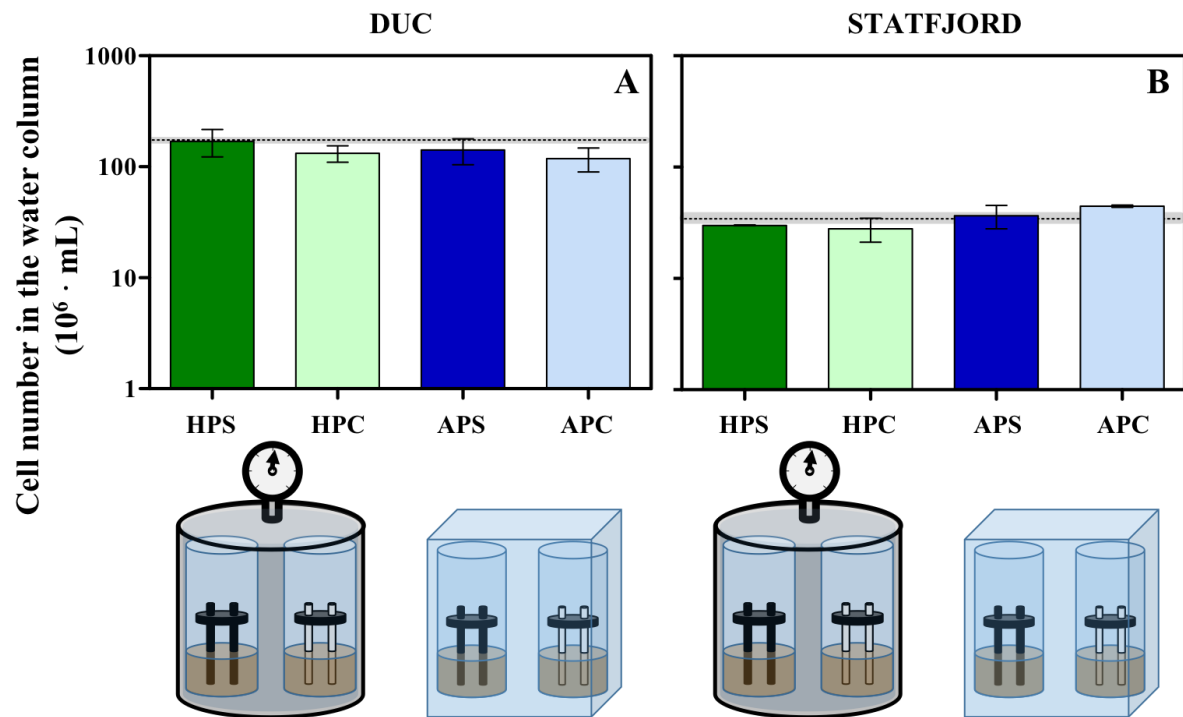 DUC
STATFJORD
Cell number in the water column
(10⁶ · mL)
1000
100
10
1
A
B
HPS HPC APS APC
HPS HPC APS APC